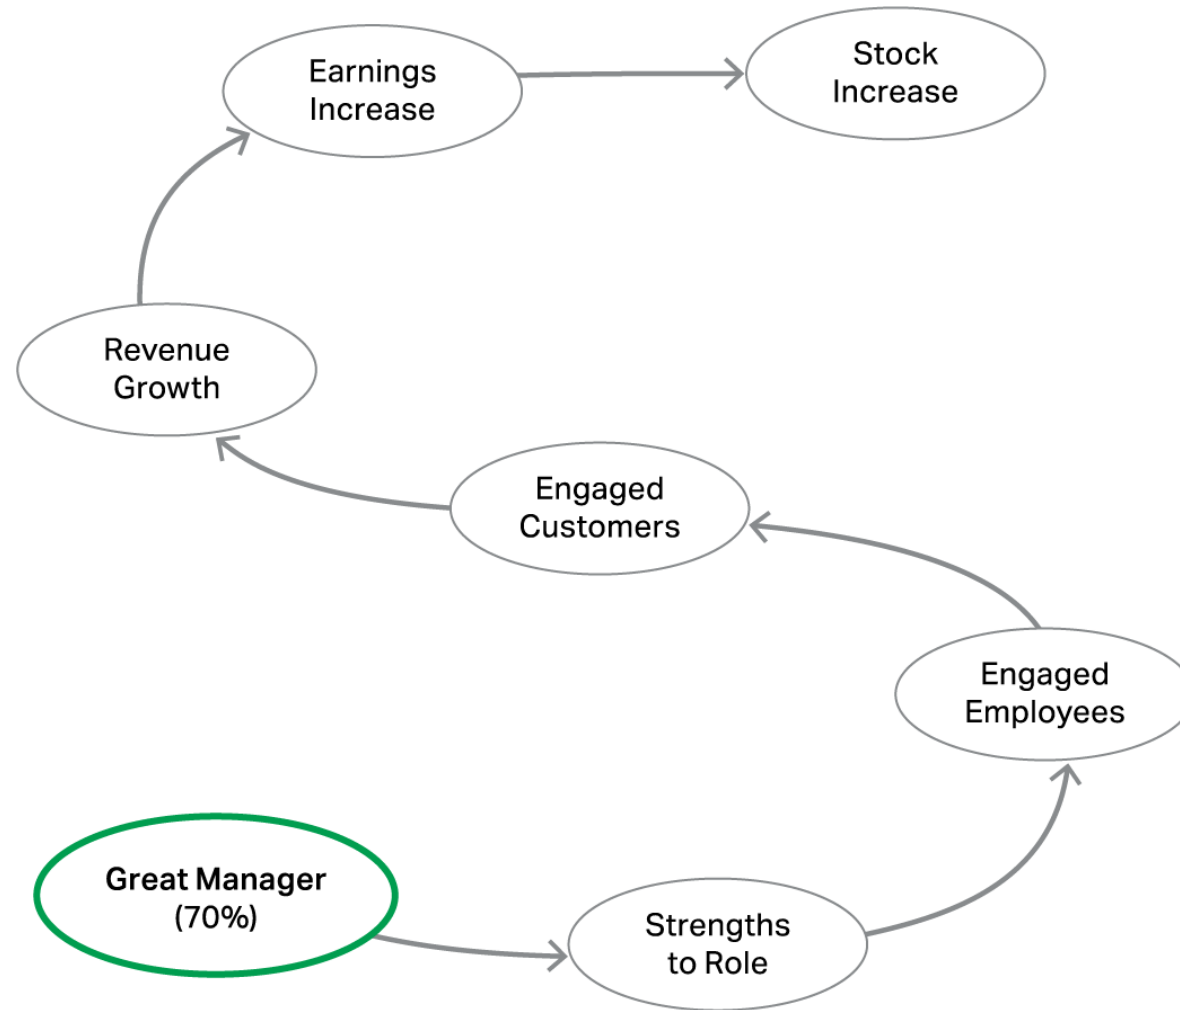 Earnings
Increase
Stock
Increase
Revenue
Growth
Engaged
Customers
Engaged
Employees
Great Manager
(70%)
Strengths
to Role